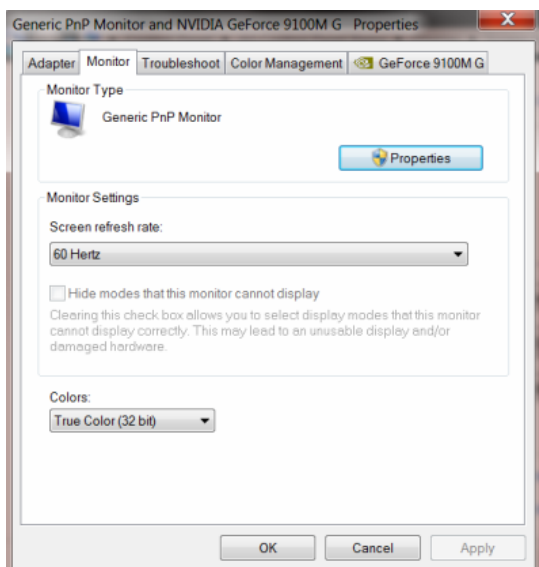 Generic PnP Monitor and NVIDIA GeForce 9100M G Properties
Adapter Monitor Troubleshoot Color Management GeForce 9100M G
Monitor Type
Generic PnP Monitor
Properties
Monitor Settings
Screen refresh rate:
60 Hertz
Hide modes that this monitor cannot display
Clearing this check box allows you to select display modes that this monitor
cannot display correctly. This may lead to an unusable display and/or
damaged hardware.
Colors:
True Color (32 bit)
OK Cancel Apply